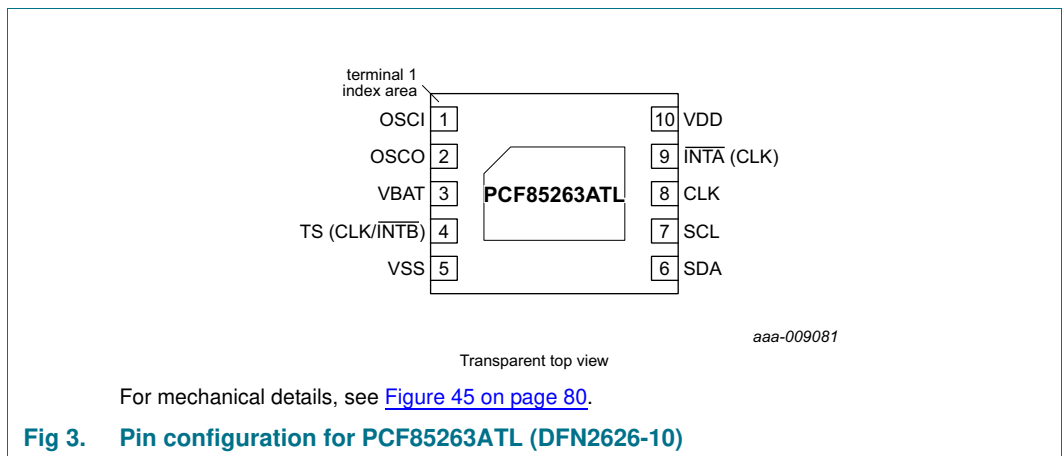 terminal 1
index area
OSCI 1
10 VDD
OSCO 2
9 INTA (CLK)
VBAT 3
PCF85263ATL
8 CLK
TS (CLK/INTB) 4
7 SCL
VSS 5
6 SDA
aaa-009081
Transparent top view
For mechanical details, see Figure 45 on page 80.
Fig 3. Pin configuration for PCF85263ATL (DFN2626-10)